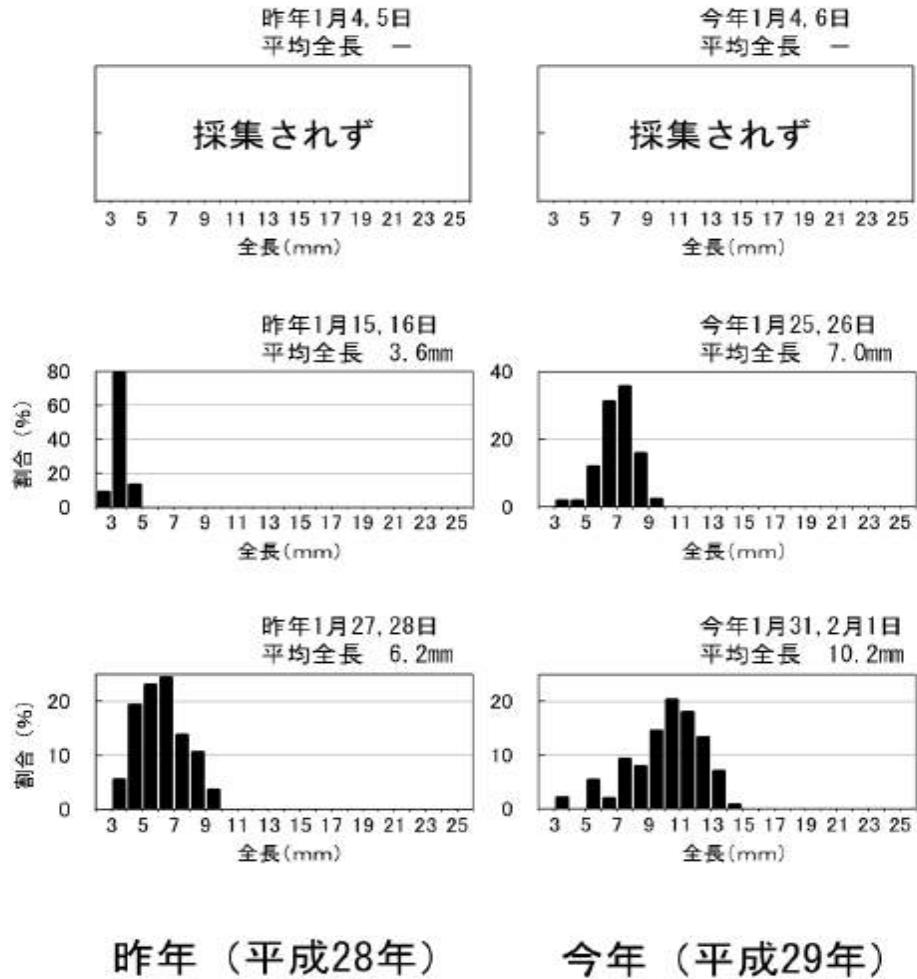 昨年1月4,5日
平均全長　－
採集されず
3 5 7 9 11 13 15 17 19 21 23 25
全長(mm)
今年1月4,6日
平均全長　－
採集されず
3 5 7 9 11 13 15 17 19 21 23 25
全長(mm)
昨年1月15,16日
平均全長　3.6mm
割合(%)
80
60
40
20
0
3 5 7 9 11 13 15 17 19 21 23 25
全長(mm)
今年1月25,26日
平均全長　7.0mm
40
20
0
3 5 7 9 11 13 15 17 19 21 23 25
全長(mm)
昨年1月27,28日
平均全長　6.2mm
割合(%)
20
10
0
3 5 7 9 11 13 15 17 19 21 23 25
全長(mm)
今年1月31,2月1日
平均全長　10.2mm
20
10
0
3 5 7 9 11 13 15 17 19 21 23 25
全長(mm)
昨年（平成28年）
今年（平成29年）